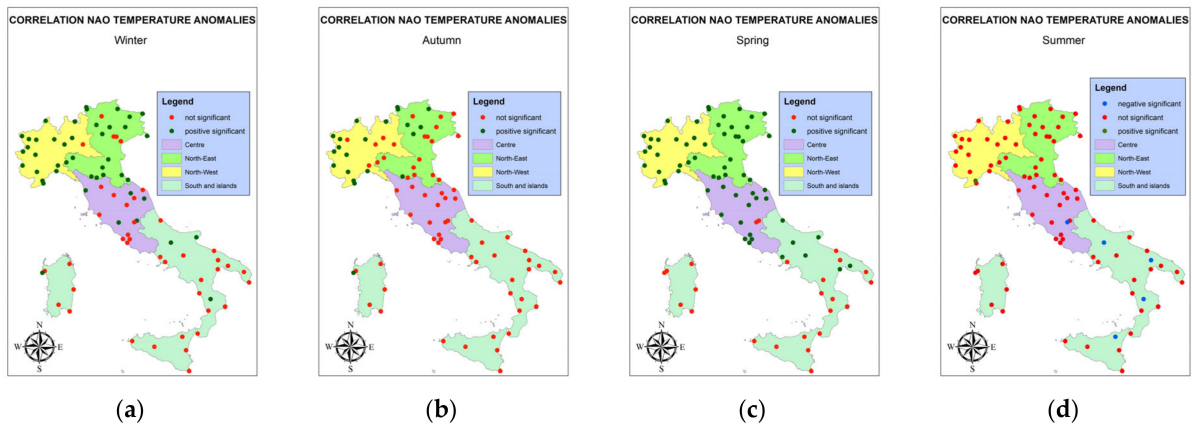 CORRELATION NAO TEMPERATURE ANOMALIES
Winter
Legend
not significant
positive significant
Centre
North-East
North-West
South and islands
N
W E
S
(a)
CORRELATION NAO TEMPERATURE ANOMALIES
Autumn
Legend
not significant
positive significant
Centre
North-East
North-West
South and islands
N
W E
S
(b)
CORRELATION NAO TEMPERATURE ANOMALIES
Spring
Legend
not significant
positive significant
Centre
North-East
North-West
South and islands
N
W E
S
(c)
CORRELATION NAO TEMPERATURE ANOMALIES
Summer
Legend
negative significant
not significant
positive significant
Centre
North-East
North-West
South and islands
N
W E
S
(d)